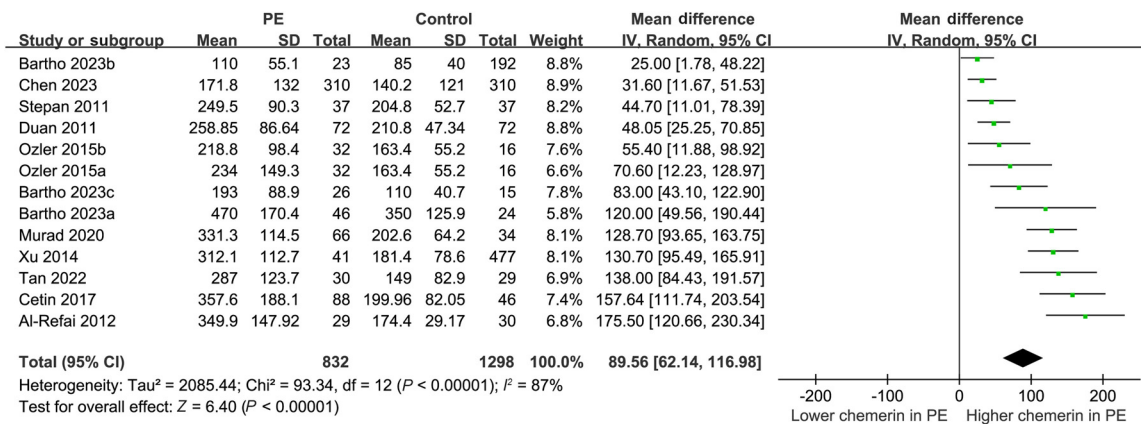 PE Control Mean difference Mean difference
Study or subgroup Mean SD Total Mean SD Total Weight IV, Random, 95% CI IV, Random, 95% CI
Bartho 2023b 110 55.1 23 85 40 192 8.8% 25.00 [1.78, 48.22]
Chen 2023 171.8 132 310 140.2 121 310 8.9% 31.60 [11.67, 51.53]
Stepan 2011 249.5 90.3 37 204.8 52.7 37 8.2% 44.70 [11.01, 78.39]
Duan 2011 258.85 86.64 72 210.8 47.34 72 8.8% 48.05 [25.25, 70.85]
Ozler 2015b 218.8 98.4 32 163.4 55.2 16 7.6% 55.40 [11.88, 98.92]
Ozler 2015a 234 149.3 32 163.4 55.2 16 6.6% 70.60 [12.23, 128.97]
Bartho 2023c 193 88.9 26 110 40.7 15 7.8% 83.00 [43.10, 122.90]
Bartho 2023a 470 170.4 46 350 125.9 24 5.8% 120.00 [49.56, 190.44]
Murad 2020 331.3 114.5 66 202.6 64.2 34 8.1% 128.70 [93.65, 163.75]
Xu 2014 312.1 112.7 41 181.4 78.6 477 8.1% 130.70 [95.49, 165.91]
Tan 2022 287 123.7 30 149 82.9 29 6.9% 138.00 [84.43, 191.57]
Cetin 2017 357.6 188.1 88 199.96 82.05 46 7.4% 157.64 [111.74, 203.54]
Al-Refai 2012 349.9 147.92 29 174.4 29.17 30 6.8% 175.50 [120.66, 230.34]
Total (95% CI) 832 1298 100.0% 89.56 [62.14, 116.98]
Heterogeneity: Tau² = 2085.44; Chi² = 93.34, df = 12 (P < 0.00001); I² = 87%
Test for overall effect: Z = 6.40 (P < 0.00001)
-200 -100 0 100 200
Lower chemerin in PE Higher chemerin in PE